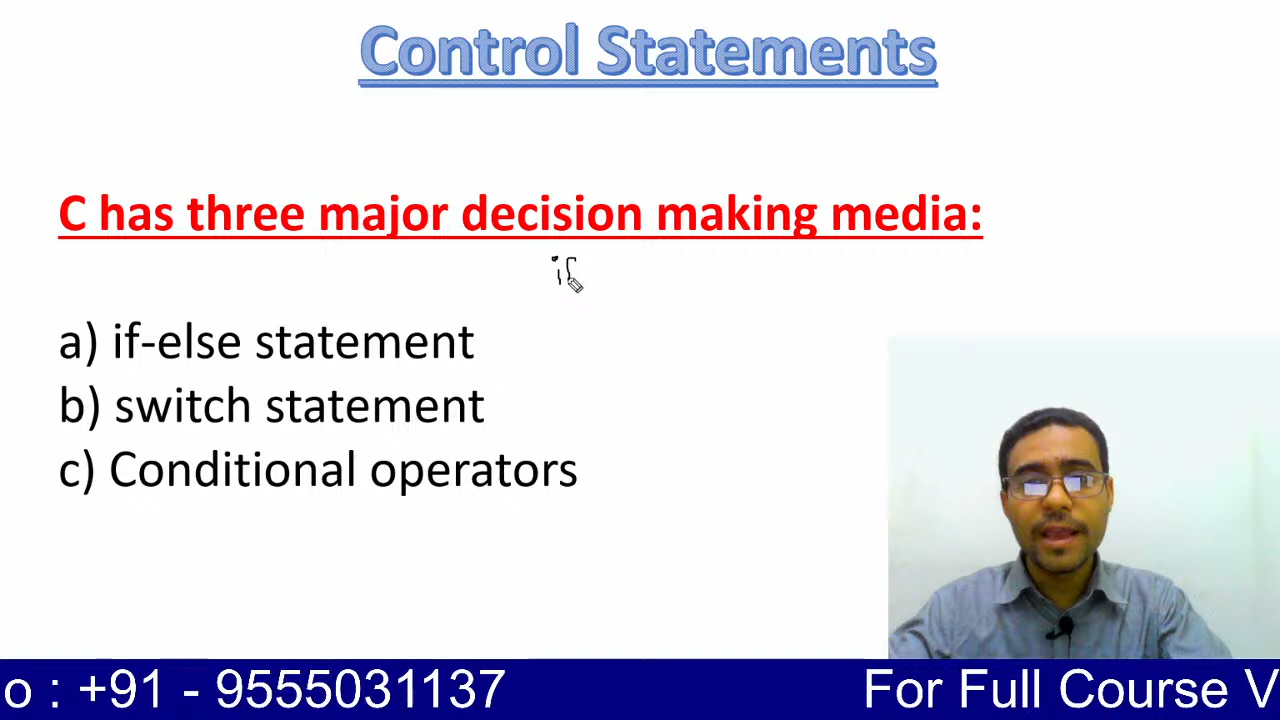 Control Statements
C has three major decision making media:
if
a) if-else statement
b) switch statement
c) Conditional operators
o : +91 - 9555031137 For Full Course V